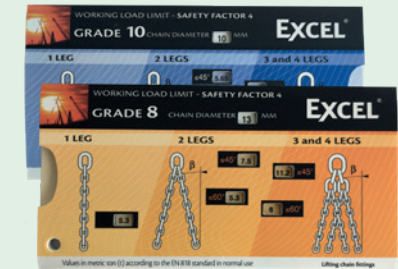 WORKING LOAD LIMIT - SAFETY FACTOR 4
GRADE 10 CHAIN DIAMETER 10 MM
EXCEL®
1 LEG 2 LEGS 3 and 4 LEGS
≤45°
WORKING LOAD LIMIT - SAFETY FACTOR 4
GRADE 8 CHAIN DIAMETER 13 MM
EXCEL®
1 LEG 2 LEGS 3 and 4 LEGS
β ≤45° 7.5 11.2 ≤45° β
5.3 ≤60° 5.3 8 ≤60°
Values in metric ton (t) according to the EN 818 standard in normal use Lifting chain fittings